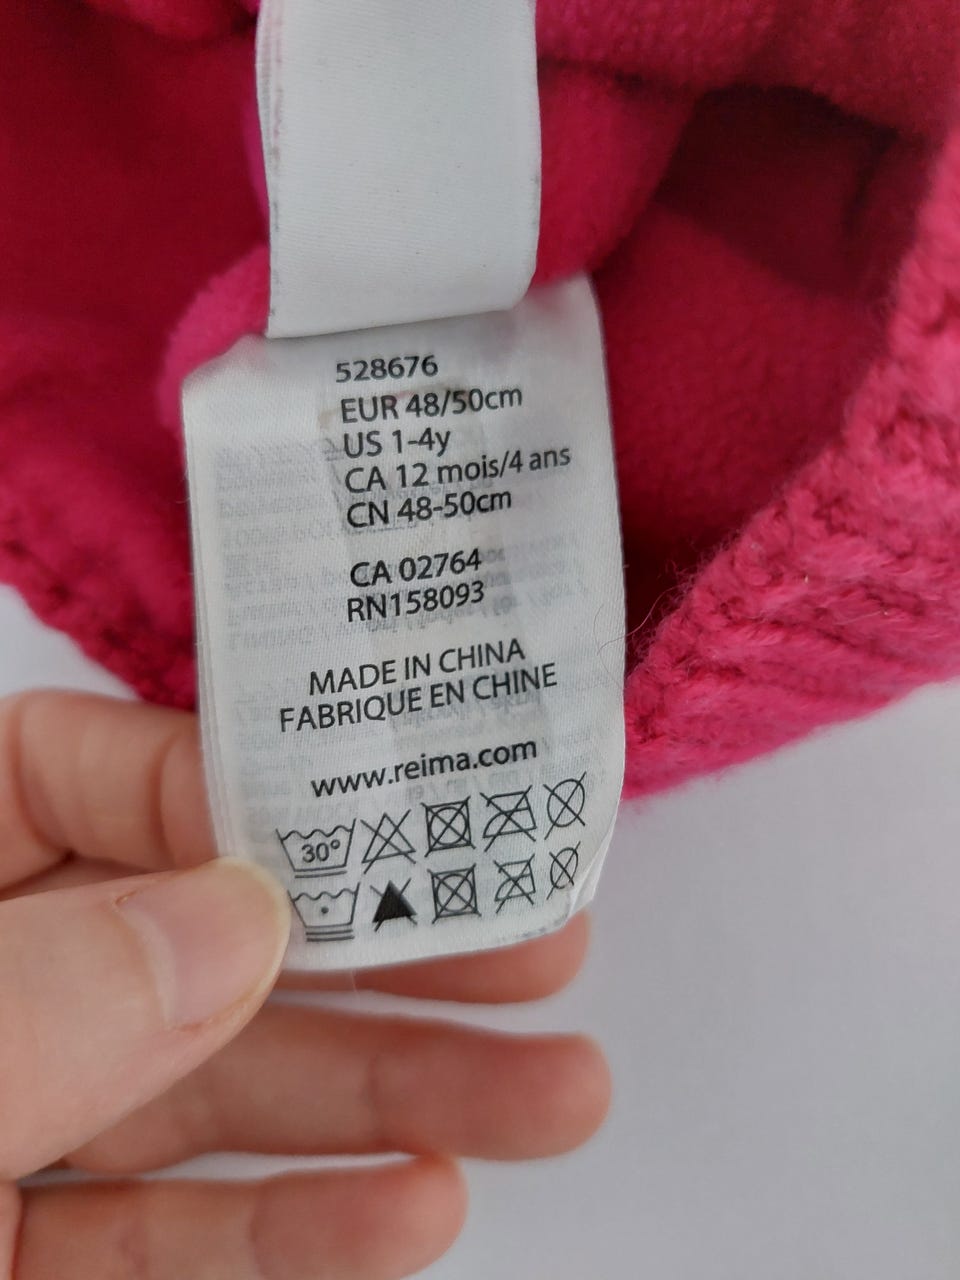 528676
EUR 48/50cm
US 1-4y
CA 12 mois/4 ans
CN 48-50cm
CA 02764
RN158093
MADE IN CHINA
FABRIQUE EN CHINE
www.reima.com
30°